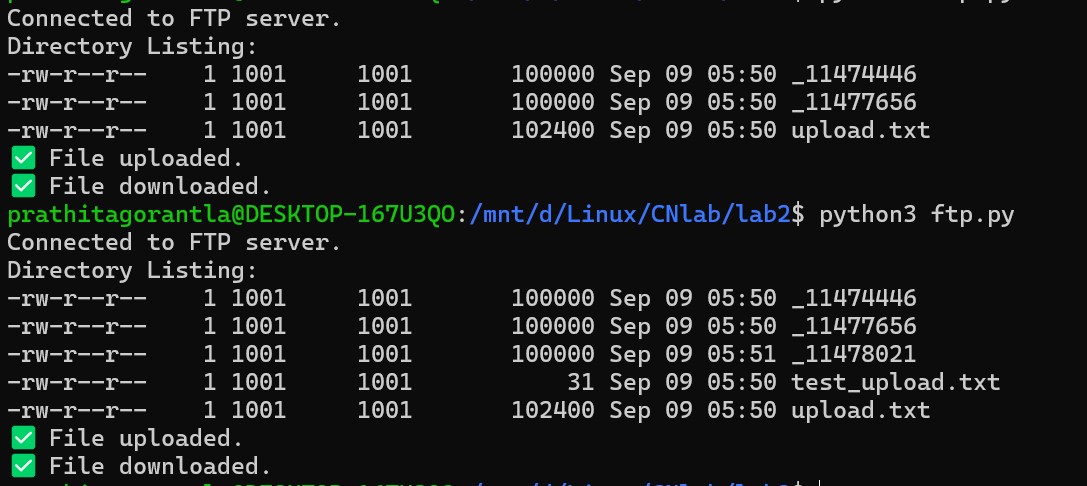 Connected to FTP server.
Directory Listing:
-rw-r--r--    1 1001     1001       100000 Sep 09 05:50 _11474446
-rw-r--r--    1 1001     1001       100000 Sep 09 05:50 _11477656
-rw-r--r--    1 1001     1001       102400 Sep 09 05:50 upload.txt
✅ File uploaded.
✅ File downloaded.
prathitagorantla@DESKTOP-167U3QO:/mnt/d/Linux/CNlab/lab2$ python3 ftp.py
Connected to FTP server.
Directory Listing:
-rw-r--r--    1 1001     1001       100000 Sep 09 05:50 _11474446
-rw-r--r--    1 1001     1001       100000 Sep 09 05:50 _11477656
-rw-r--r--    1 1001     1001       100000 Sep 09 05:51 _11478021
-rw-r--r--    1 1001     1001           31 Sep 09 05:50 test_upload.txt
-rw-r--r--    1 1001     1001       102400 Sep 09 05:50 upload.txt
✅ File uploaded.
✅ File downloaded.